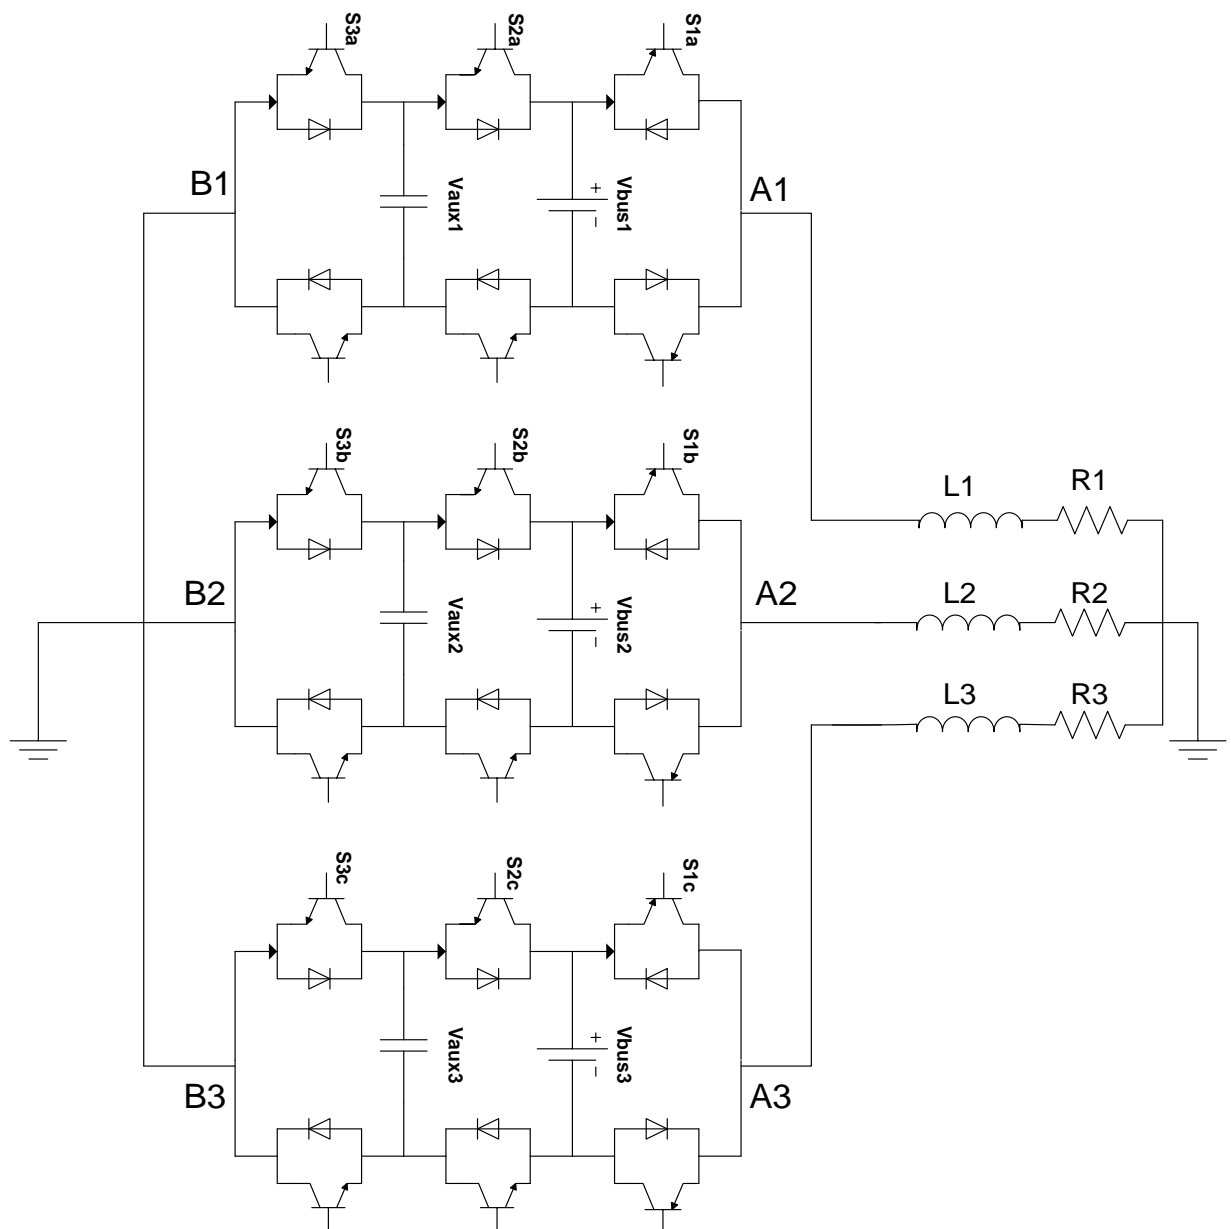 S3a
S2a
S1a
B1
Vaux1
+
−
Vbus1
A1
S3b
S2b
S1b
L1
R1
B2
Vaux2
+
−
Vbus2
A2
L2
R2
L3
R3
S3c
S2c
S1c
B3
Vaux3
+
−
Vbus3
A3